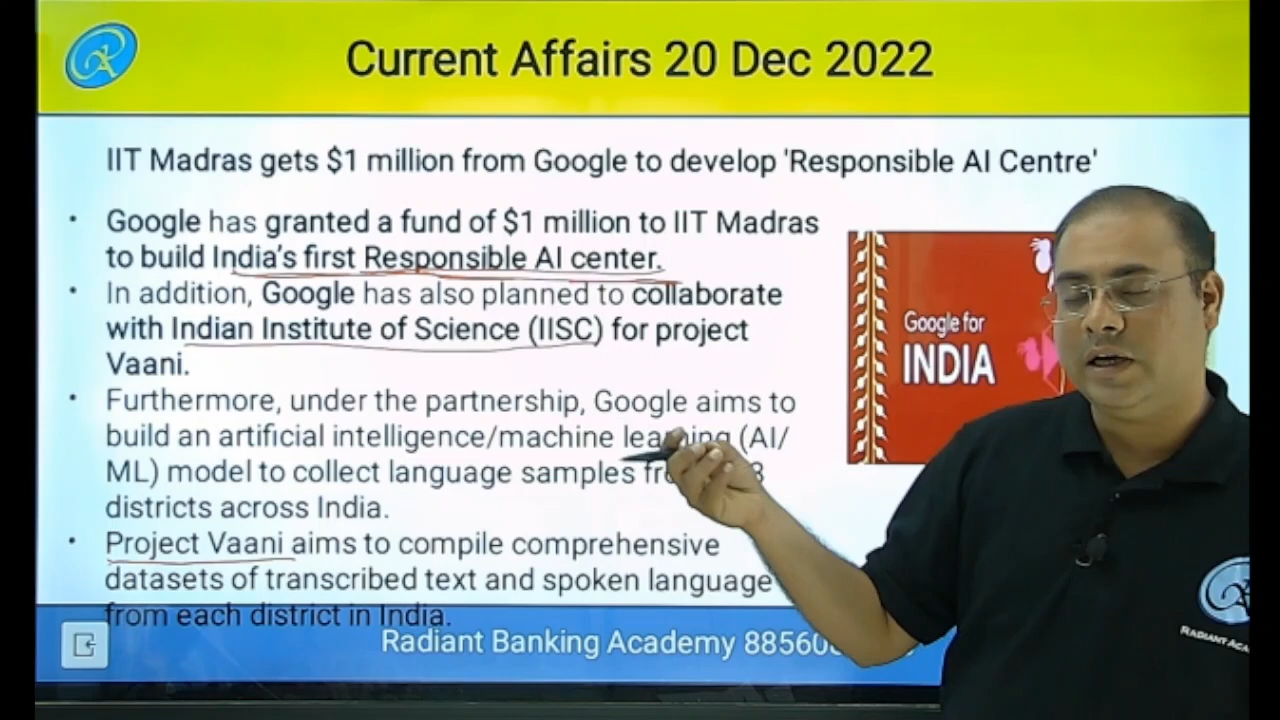 Current Affairs 20 Dec 2022
IIT Madras gets $1 million from Google to develop 'Responsible AI Centre'
• Google has granted a fund of $1 million to IIT Madras
to build India's first Responsible AI center.
• In addition, Google has also planned to collaborate
with Indian Institute of Science (IISC) for project
Vaani.
• Furthermore, under the partnership, Google aims to
build an artificial intelligence/machine learning (AI/
ML) model to collect language samples
districts across India.
• Project Vaani aims to compile comprehensive
datasets of transcribed text and spoken language
from each district in India.
Google for
INDIA
Radiant Banking Academy 88560
RADIANT